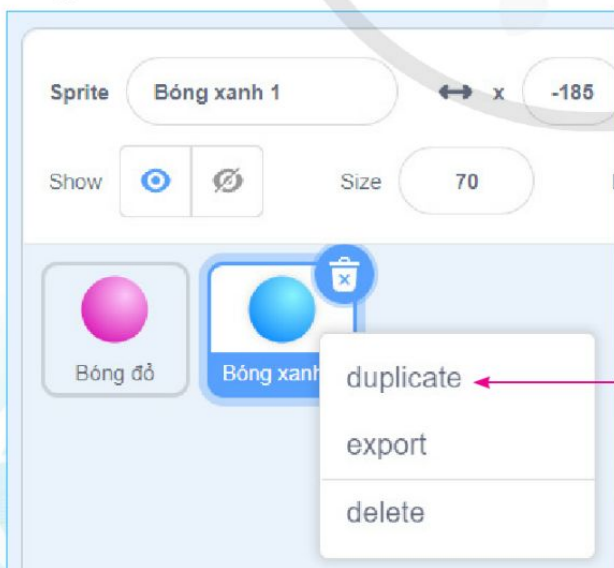 Sprite Bóng xanh 1 x -185
Show Size 70
Bóng đỏ Bóng xanh
duplicate
export
delete